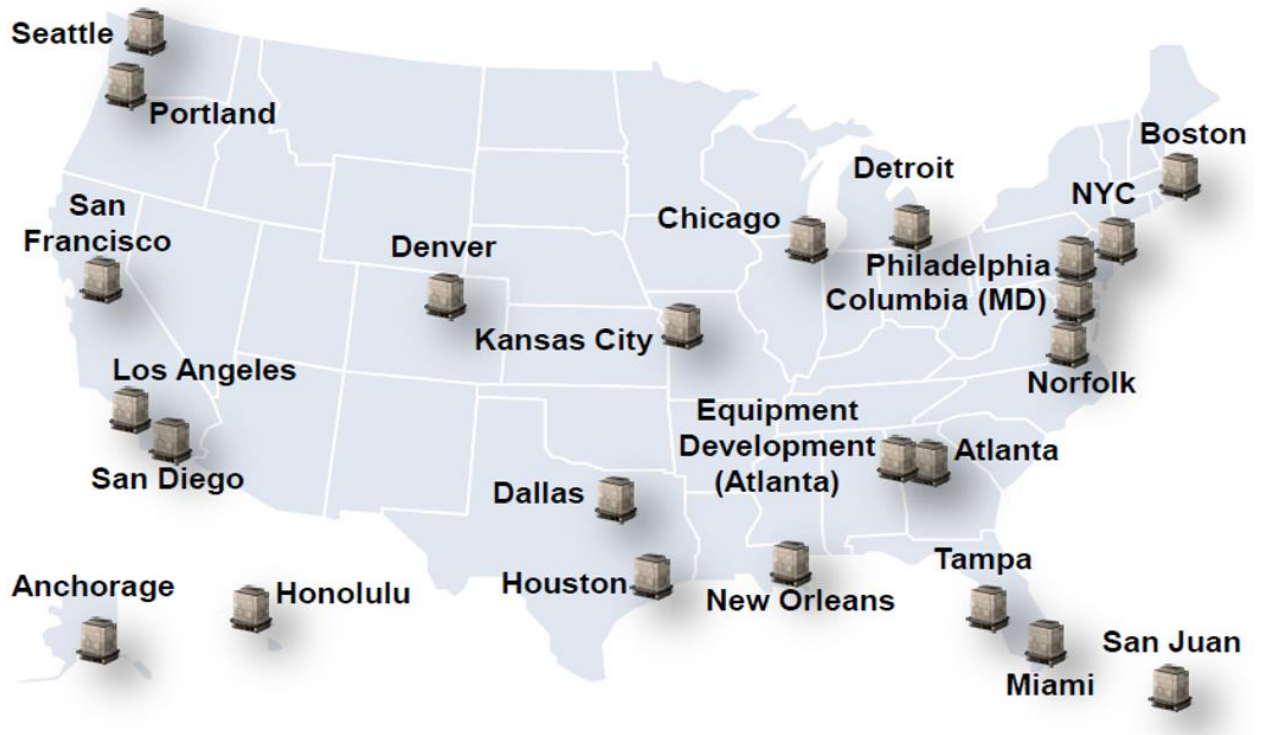 Seattle
Portland
Boston
Detroit
NYC
San
Francisco
Chicago
Denver
Philadelphia
Columbia (MD)
Kansas City
Los Angeles
Norfolk
Equipment
Development
(Atlanta)
Atlanta
San Diego
Dallas
Tampa
Anchorage
Honolulu
Houston
New Orleans
San Juan
Miami